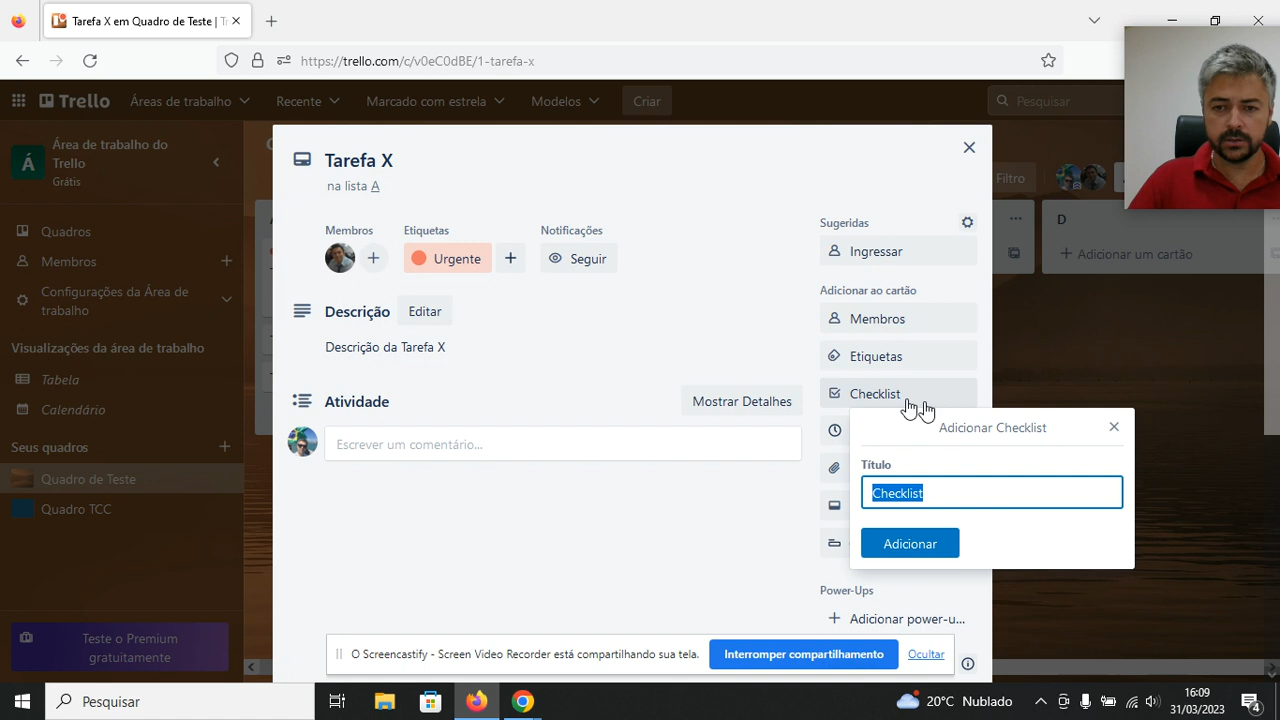 Tarefa X em Quadro de Teste | Tr
https://trello.com/c/v0eC0dBE/1-tarefa-x
Trello
Áreas de trabalho
Recente
Marcado com estrela
Modelos
Criar
Pesquisar
Á
Área de trabalho do
Trello
Grátis
Quadros
Membros
Configurações da Área de
trabalho
Visualizações da área de trabalho
Tabela
Calendário
Seus quadros
Quadro de Teste
Quadro TCC
Teste o Premium
gratuitamente
Filtro
D
Adicionar um cartão
Tarefa X
na lista A
Membros
Etiquetas
Notificações
Urgente
Seguir
Descrição
Editar
Descrição da Tarefa X
Atividade
Mostrar Detalhes
Escrever um comentário...
Sugeridas
Ingressar
Adicionar ao cartão
Membros
Etiquetas
Checklist
Adicionar Checklist
Título
Checklist
Adicionar
Power-Ups
Adicionar power-u...
O Screencastify - Screen Video Recorder está compartilhando sua tela.
Interromper compartilhamento
Ocultar
Pesquisar
20°C Nublado
16:09
31/03/2023
4